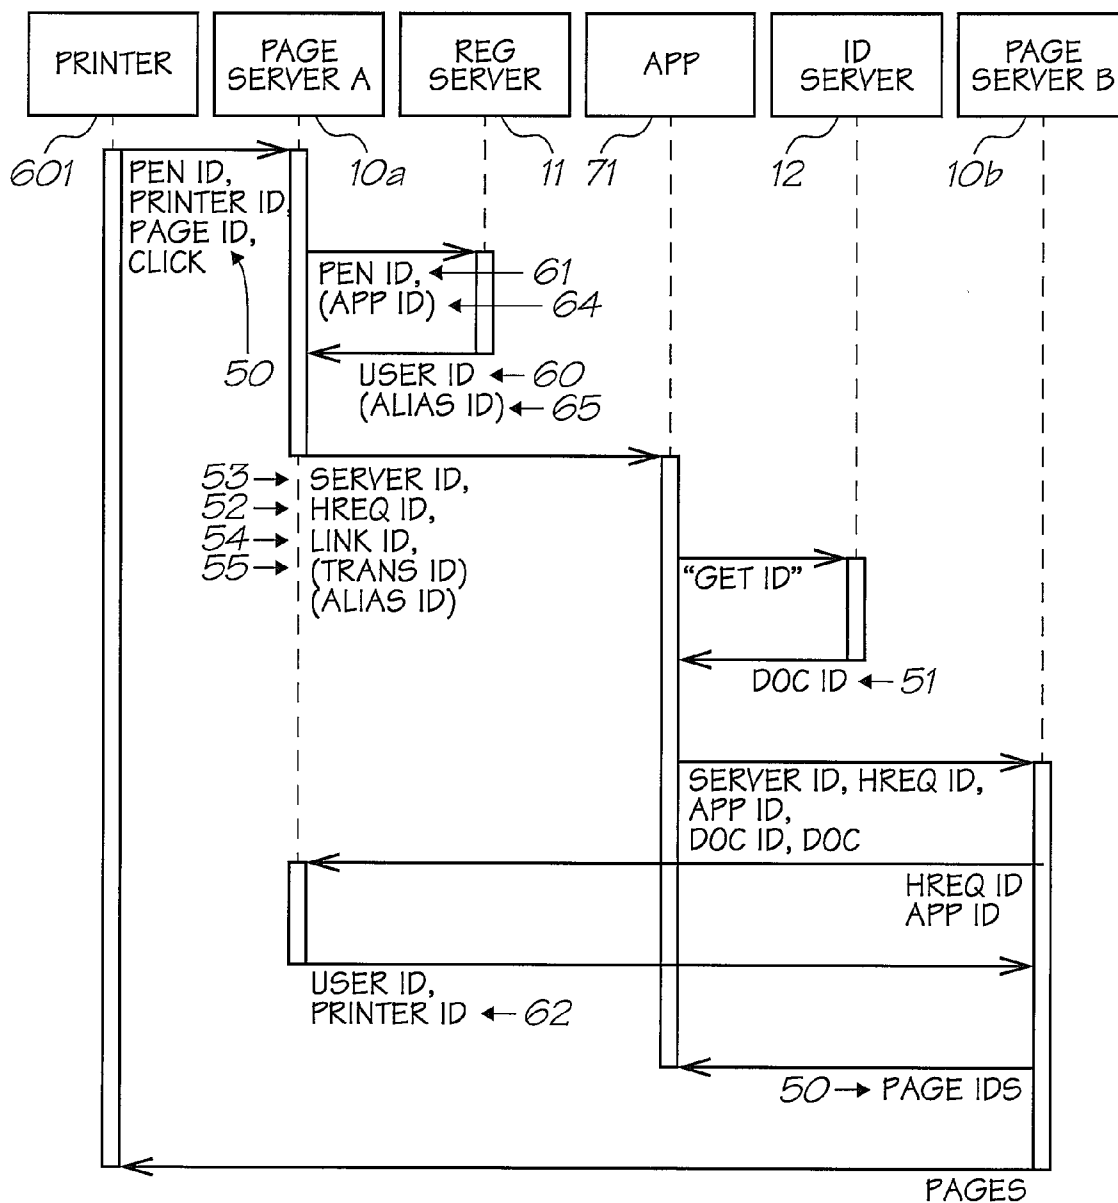 PRINTER
PAGE
SERVER A
REG
SERVER
APP
ID
SERVER
PAGE
SERVER B
601
10a
11
71
12
10b
PEN ID,
PRINTER ID
PAGE ID,
CLICK
50
PEN ID,
61
(APP ID)
64
USER ID
60
(ALIAS ID)
65
53
SERVER ID,
52
HREQ ID,
54
LINK ID,
55
(TRANS ID)
(ALIAS ID)
"GET ID"
DOC ID
51
SERVER ID, HREQ ID,
APP ID,
DOC ID, DOC
HREQ ID
APP ID
USER ID,
PRINTER ID
62
50
PAGE IDS
PAGES